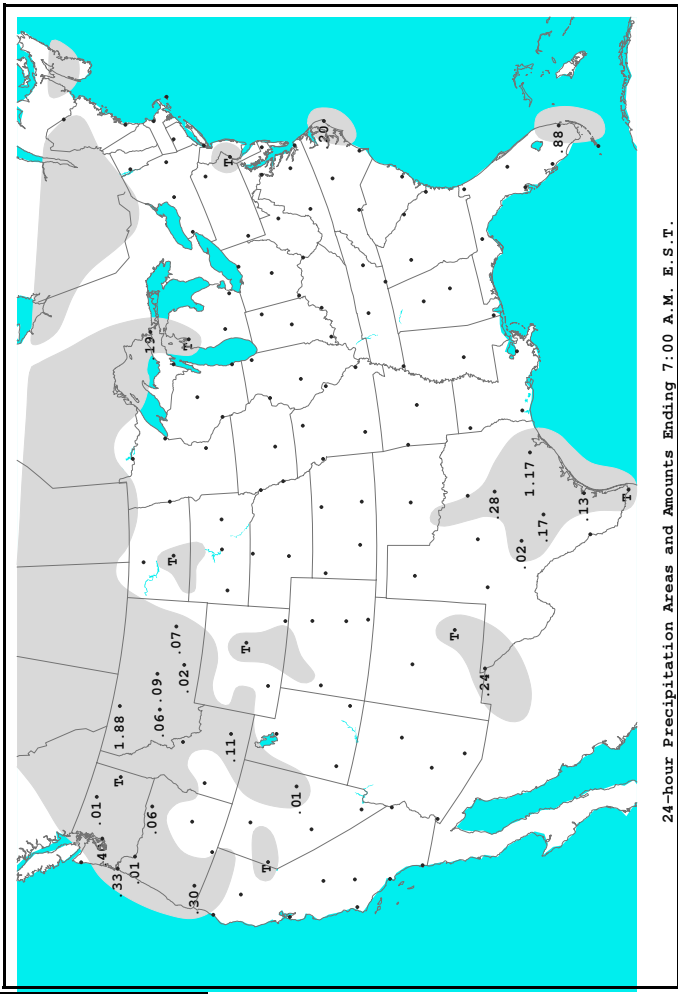 .01
.46
.33
T
1.88
.01
.06
.19
.06
.09
.07
T
.02
T
.30
.11
T
T
T
.01
.20
T
.24
.28
.02
1.17
.17
.88
.13
T
24-hour Precipitation Areas and Amounts Ending 7:00 A.M. E.S.T.